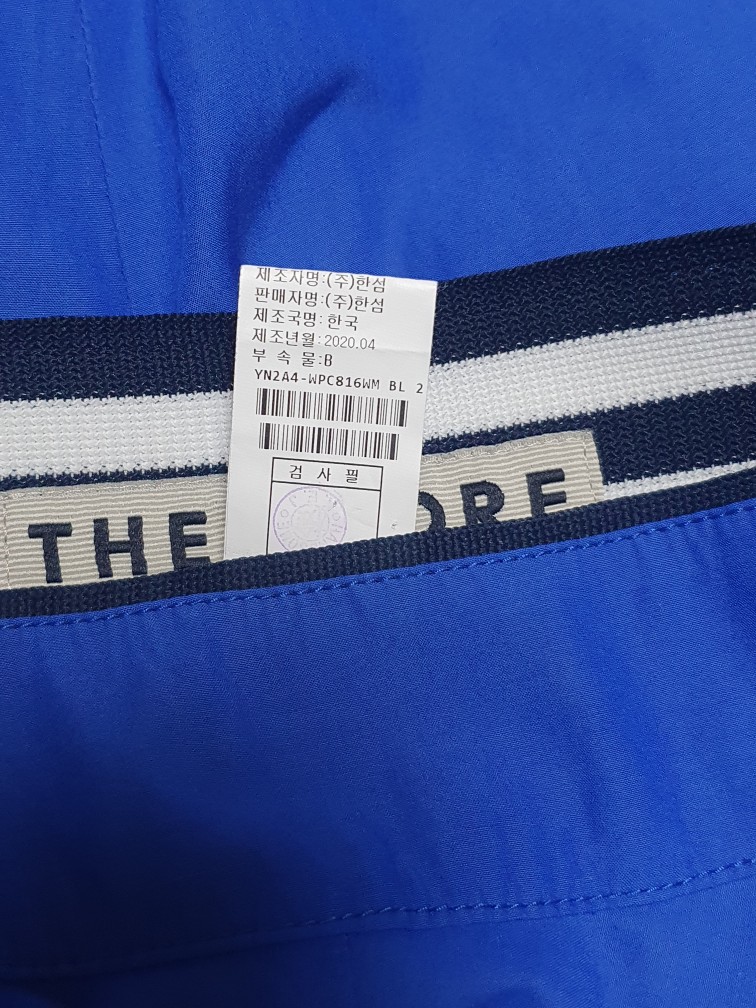 제조자명:(주)한섬
판매자명:(주)한섬
제조국명:한국
제조년월:2020.04
부 속 물:B
YN2A4-WPC816WM BL 2
검 사 필
THE
ORE